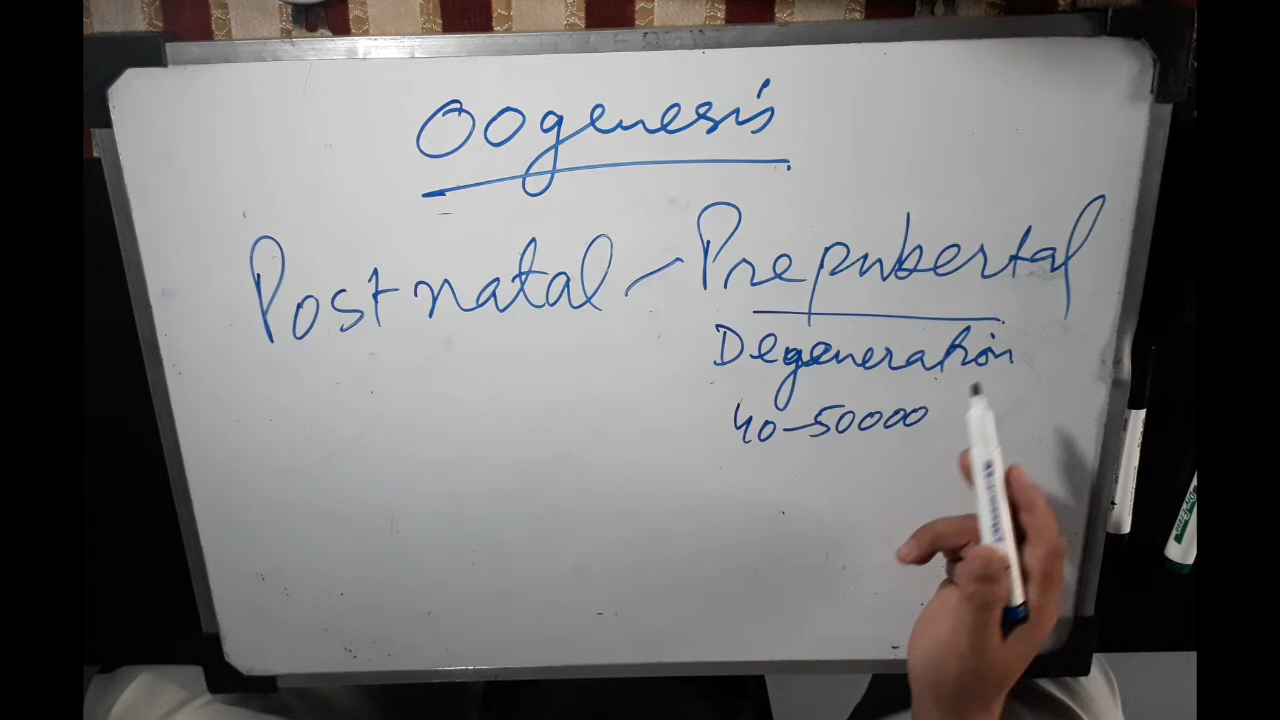 Oogenesis
Postnatal - Prepubertal
Degeneration
40-50000